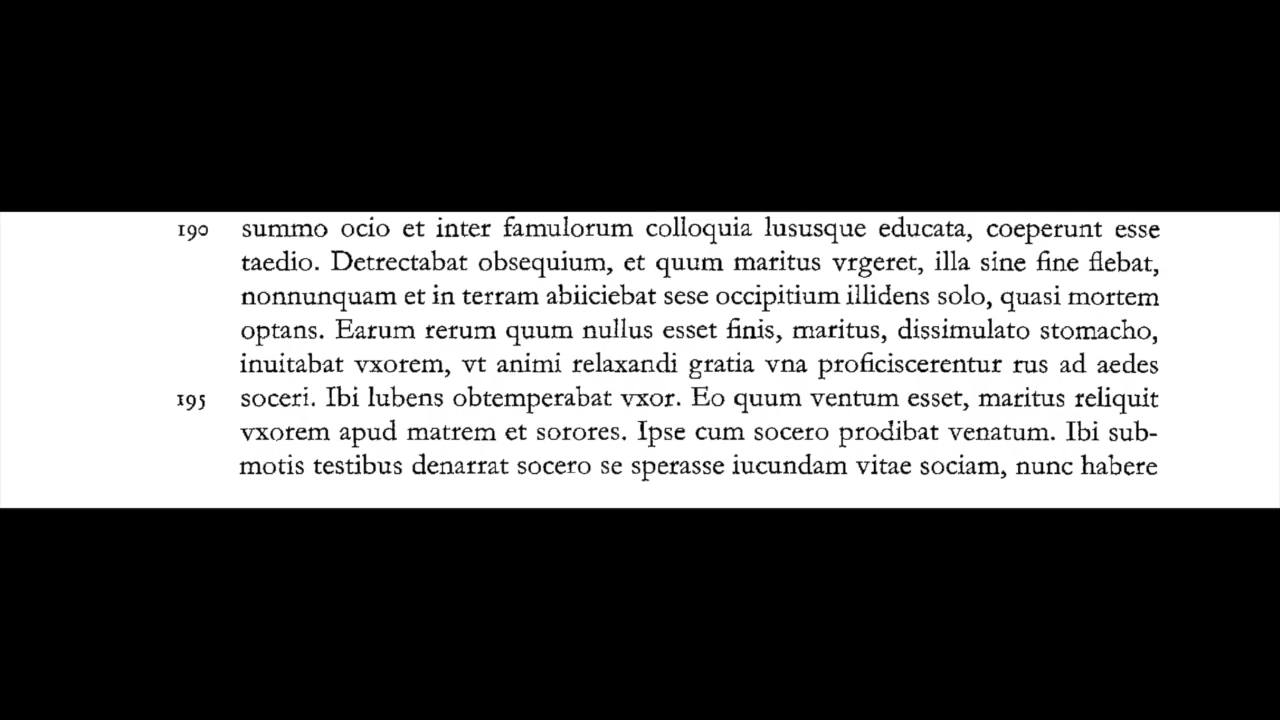 190 summo ocio et inter famulorum colloquia lususque educata, coeperunt esse
taedio. Detrectabat obsequium, et quum maritus vrgeret, illa sine fine flebat,
nonnunquam et in terram abiiciebat sese occipitium illidens solo, quasi mortem
optans. Earum rerum quum nullus esset finis, maritus, dissimulato stomacho,
inuitabat vxorem, vt animi relaxandi gratia vna proficiscerentur rus ad aedes
195 soceri. Ibi lubens obtemperabat vxor. Eo quum ventum esset, maritus reliquit
vxorem apud matrem et sorores. Ipse cum socero prodibat venatum. Ibi sub-
motis testibus denarrat socero se sperasse iucundam vitae sociam, nunc habere